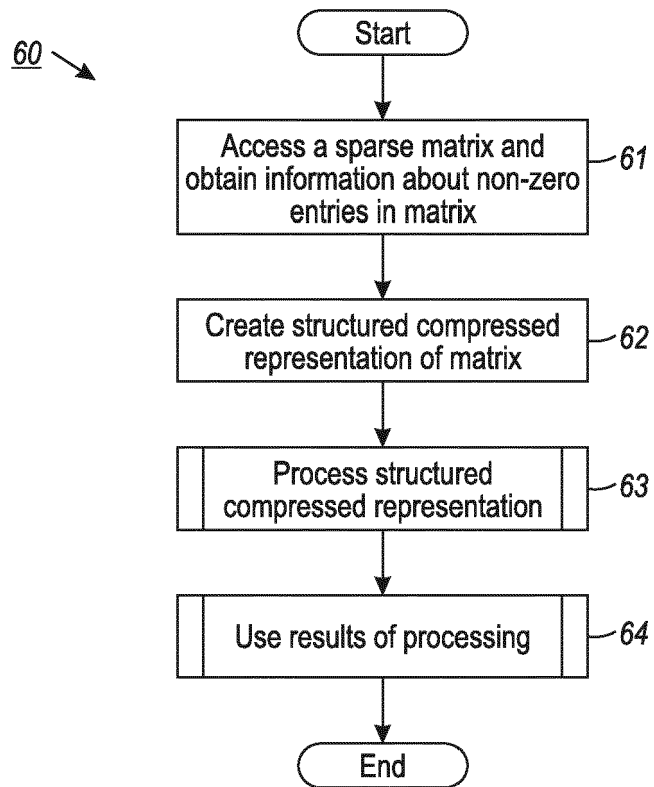 60
Start
Access a sparse matrix and
obtain information about non-zero
entries in matrix
61
Create structured compressed
representation of matrix
62
Process structured
compressed representation
63
Use results of processing
64
End